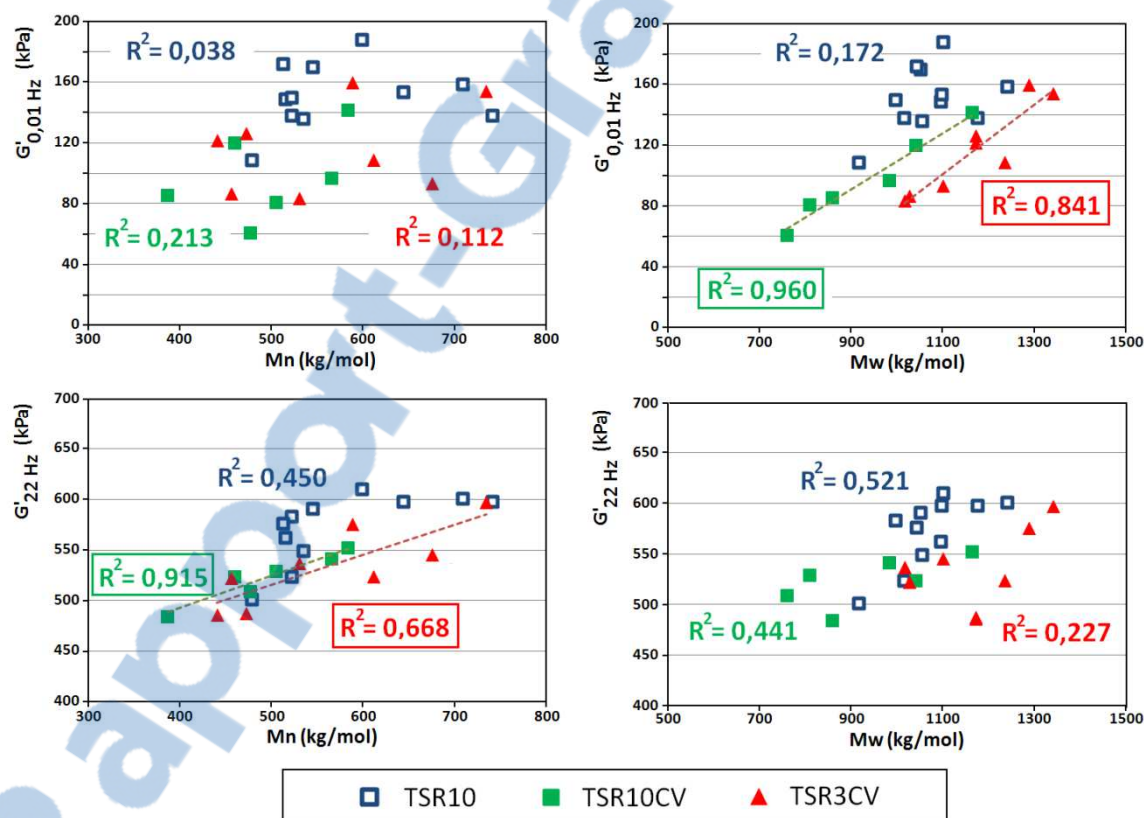 G'0,01 Hz (kPa)
200
160
120
80
40
0
R²= 0,038
R²= 0,213
R²= 0,112
300 400 500 600 700 800
Mn (kg/mol)
G'0,01 Hz (kPa)
200
160
120
80
40
0
R²= 0,172
R²= 0,841
R²= 0,960
500 700 900 1100 1300 1500
Mw (kg/mol)
G'22 Hz (kPa)
700
650
600
550
500
450
400
R²= 0,450
R²= 0,915
R²= 0,668
300 400 500 600 700 800
Mn (kg/mol)
G'22 Hz (kPa)
700
650
600
550
500
450
400
R²= 0,521
R²= 0,441
R²= 0,227
500 700 900 1100 1300 1500
Mw (kg/mol)
TSR10 TSR10CV TSR3CV
apport-Gra